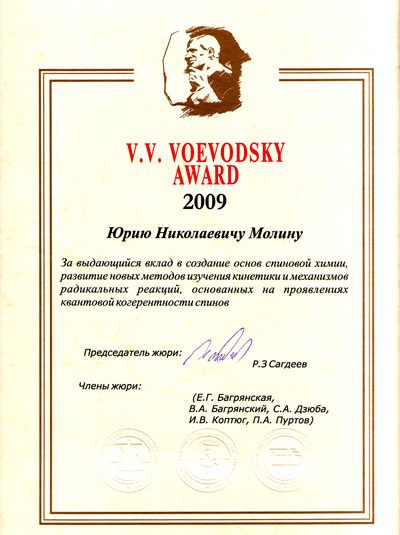 V.V. VOEVODSKY
AWARD
2009
Юрию Николаевичу Молину
За выдающийся вклад в создание основ спиновой химии,
развитие новых методов изучения кинетики и механизмов
радикальных реакций, основанных на проявлениях
квантовой когерентности спинов
Председатель жюри:
Р.З Сагдеев
Члены жюри:
(Е.Г. Багрянская,
В.А. Багрянский, С.А. Дзюба,
И.В. Коптюг, П.А. Пуртов)